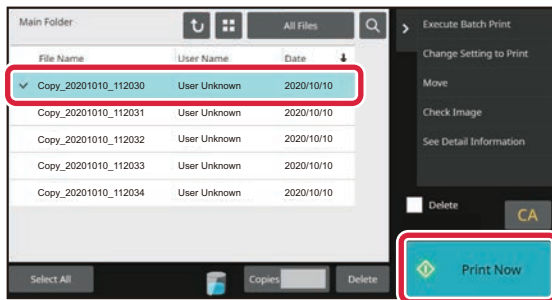 Main Folder
All Files
File Name User Name Date
Copy_20201010_112030 User Unknown 2020/10/10
Copy_20201010_112031 User Unknown 2020/10/10
Copy_20201010_112032 User Unknown 2020/10/10
Copy_20201010_112033 User Unknown 2020/10/10
Copy_20201010_112034 User Unknown 2020/10/10
Select All
Copies
Delete
Execute Batch Print
Change Setting to Print
Move
Check Image
See Detail Information
Delete
CA
Print Now